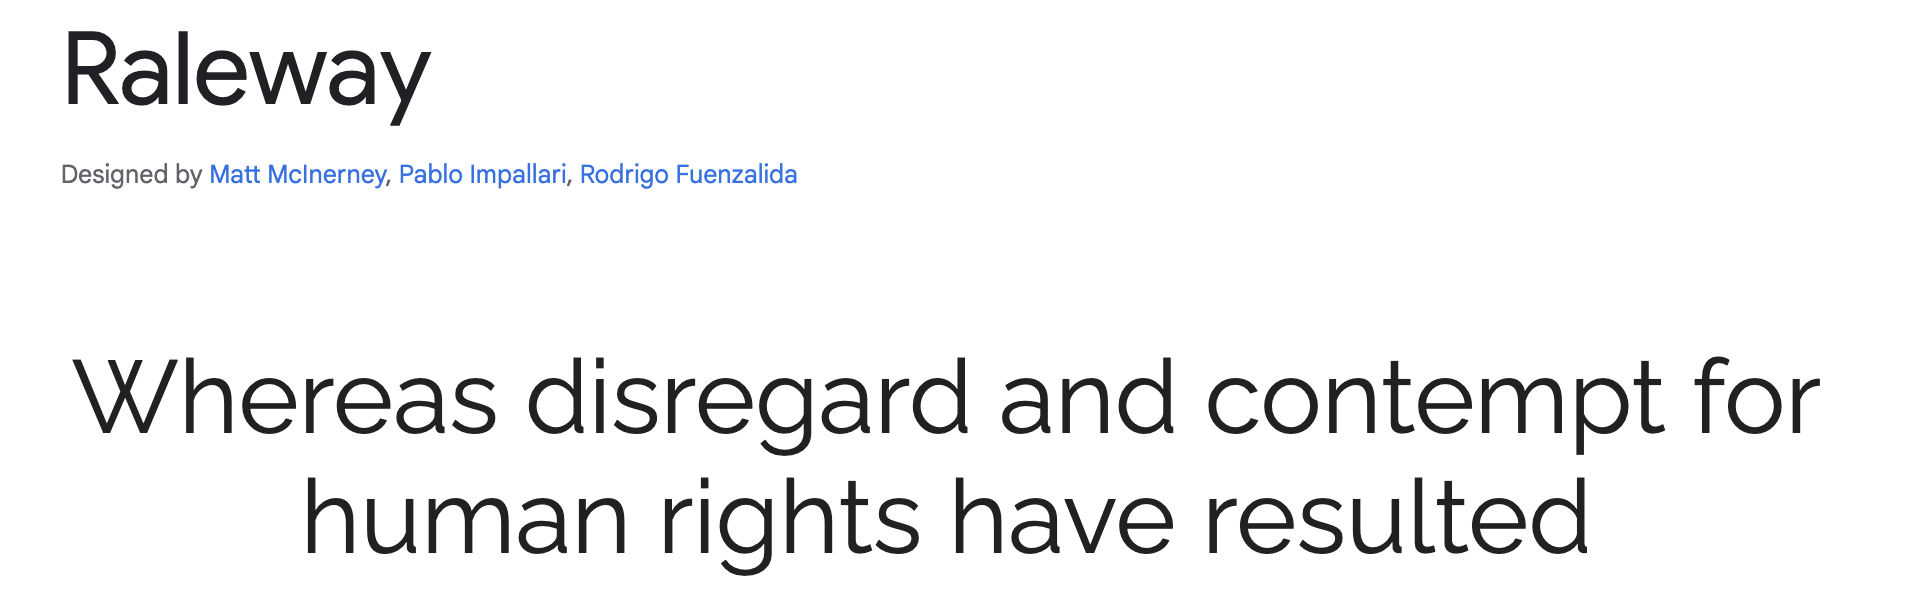 Raleway
Designed by Matt McInerney, Pablo Impallari, Rodrigo Fuenzalida
Whereas disregard and contempt for
human rights have resulted